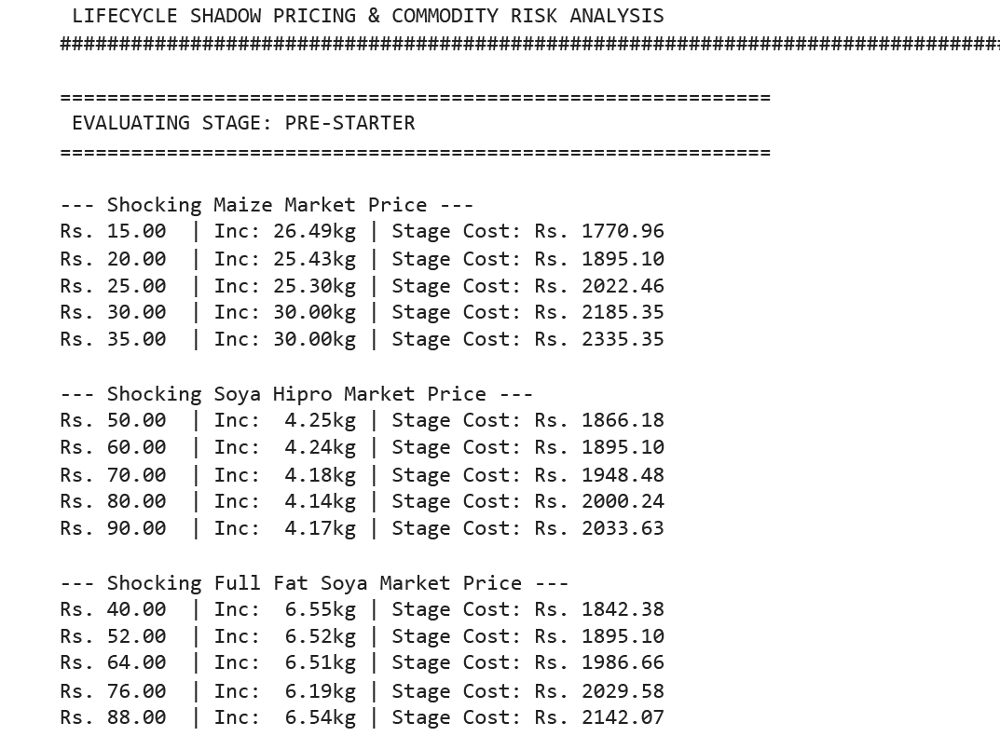 LIFECYCLE SHADOW PRICING & COMMODITY RISK ANALYSIS
################################################################################
============================================================
EVALUATING STAGE: PRE-STARTER
============================================================
--- Shocking Maize Market Price ---
Rs. 15.00  | Inc: 26.49kg | Stage Cost: Rs. 1770.96
Rs. 20.00  | Inc: 25.43kg | Stage Cost: Rs. 1895.10
Rs. 25.00  | Inc: 25.30kg | Stage Cost: Rs. 2022.46
Rs. 30.00  | Inc: 30.00kg | Stage Cost: Rs. 2185.35
Rs. 35.00  | Inc: 30.00kg | Stage Cost: Rs. 2335.35
--- Shocking Soya Hipro Market Price ---
Rs. 50.00  | Inc:  4.25kg | Stage Cost: Rs. 1866.18
Rs. 60.00  | Inc:  4.24kg | Stage Cost: Rs. 1895.10
Rs. 70.00  | Inc:  4.18kg | Stage Cost: Rs. 1948.48
Rs. 80.00  | Inc:  4.14kg | Stage Cost: Rs. 2000.24
Rs. 90.00  | Inc:  4.17kg | Stage Cost: Rs. 2033.63
--- Shocking Full Fat Soya Market Price ---
Rs. 40.00  | Inc:  6.55kg | Stage Cost: Rs. 1842.38
Rs. 52.00  | Inc:  6.52kg | Stage Cost: Rs. 1895.10
Rs. 64.00  | Inc:  6.51kg | Stage Cost: Rs. 1986.66
Rs. 76.00  | Inc:  6.19kg | Stage Cost: Rs. 2029.58
Rs. 88.00  | Inc:  6.54kg | Stage Cost: Rs. 2142.07